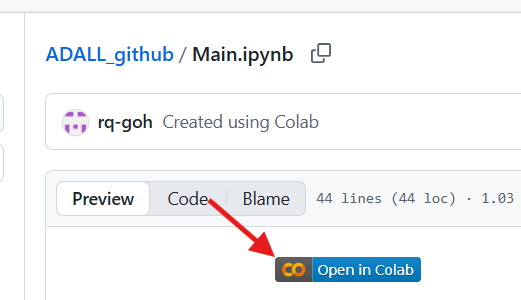 ADALL_github / Main.ipynb
rq-goh Created using Colab
Preview Code Blame 44 lines (44 loc) · 1.03
Open in Colab